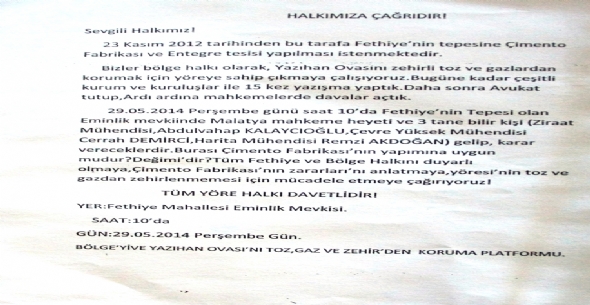 HALKIMIZA ÇAĞRIDIR!
Sevgili Halkımız!
23 Kasım 2012 tarihinden bu tarafa Fethiye'nin tepesine Çimento
Fabrikası ve Entegre tesisi yapılması istenmektedir.
Bizler bölge halkı olarak, Yazıhan Ovasını zehirli toz ve gazlardan
korumak için yöreye sahip çıkmaya çalışıyoruz.Bugüne kadar çeşitli
kurum ve kuruluşlar ile 15 kez yazışma yaptık.Daha sonra Avukat
tutup,Ardı ardına mahkemelerde davalar açtık.
29.05.2014 Perşembe günü saat 10'da Fethiye'nin Tepesi olan
Eminlik mevkiinde Malatya mahkeme heyeti ve 3 tane bilir kişi (Ziraat
Mühendisi,Abdulvahap KALAYCIOĞLU,Çevre Yüksek Mühendisi
Cerrah DEMİRCİ,Harita Mühendisi Remzi AKDOĞAN) gelip, karar
vereceklerdir.Burası Çimento Fabrikası'nın yapımına uygun
mudur?Değimi'dir?Tüm Fethiye ve Bölge Halkını duyarlı
olmaya,Çimento Fabrikası'nın zararları'nı anlatmaya,yöresi'nin toz ve
gazdan zehirlenmemesi için mücadele etmeye çağırıyoruz!
TÜM YÖRE HALKI DAVETLİDİR!
YER:Fethiye Mahallesi Eminlik Mevkisi.
SAAT:10'da
GÜN:29.05.2014 Perşembe Gün.
BÖLGE'YİVE YAZIHAN OVASI'NI TOZ,GAZ VE ZEHİR'DEN KORUMA PLATFORMU.